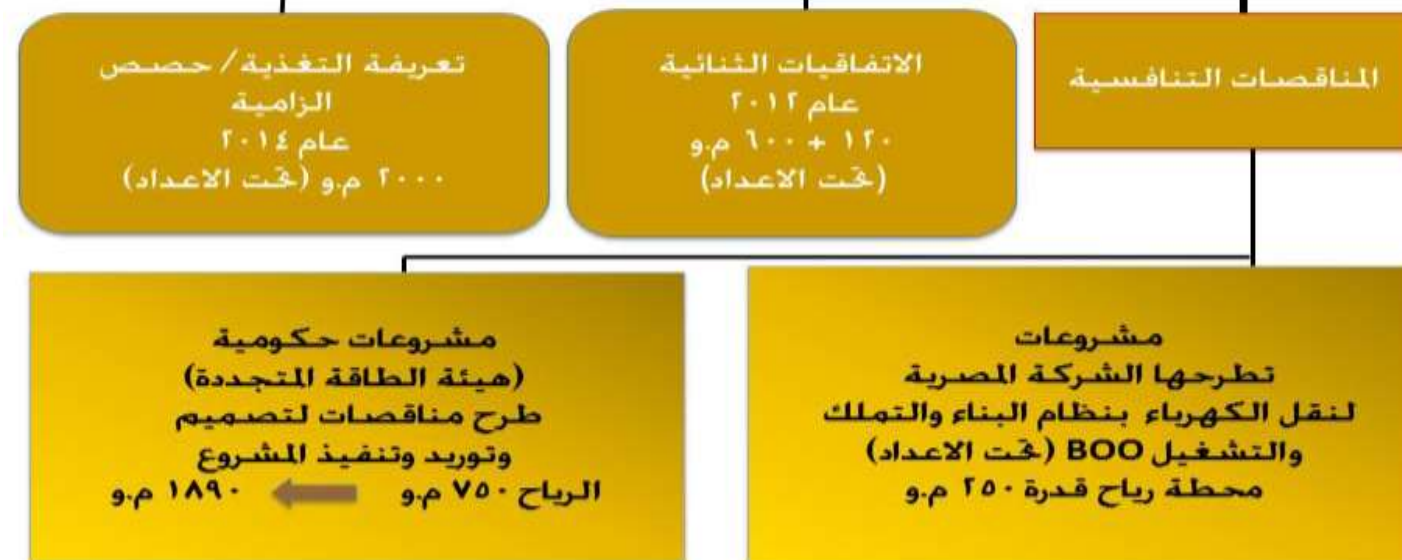 المناقصات التنافسية
الاتفاقيات الثنائية
عام ٢٠١٢
١٢٠ + ٦٠٠ م.و
(تحت الاعداد)
تعريفة التغذية/ حصص
الزامية
عام ٢٠١٤
٢٠٠٠ م.و (تحت الاعداد)
مشروعات
تطرحها الشركة المصرية
لنقل الكهرباء بنظام البناء والتملك
والتشغيل BOO (تحت الاعداد)
محطة رياح قدرة ٢٥٠ م.و
مشروعات حكومية
(هيئة الطاقة المتجددة)
طرح مناقصات لتصميم
وتوريد وتنفيذ المشروع
الرياح ٧٥٠ م.و ١٨٩٠ م.و